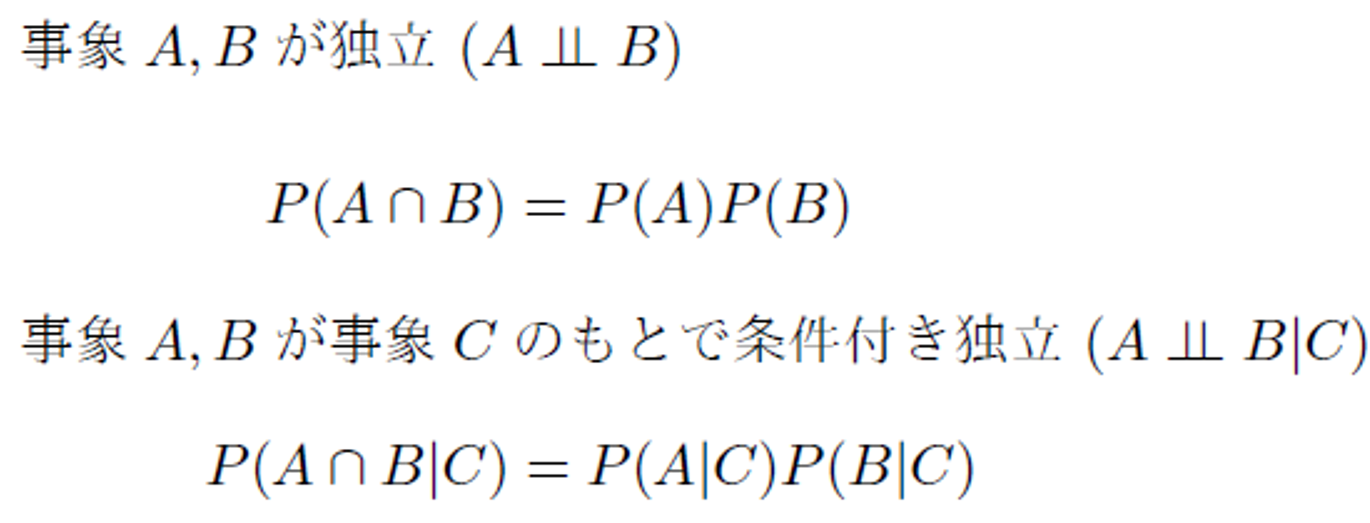 事象 A, B が独立 (A ⫫ B)
P(A ∩ B) = P(A)P(B)
事象 A, B が事象 C のもとで条件付き独立 (A ⫫ B|C)
P(A ∩ B|C) = P(A|C)P(B|C)